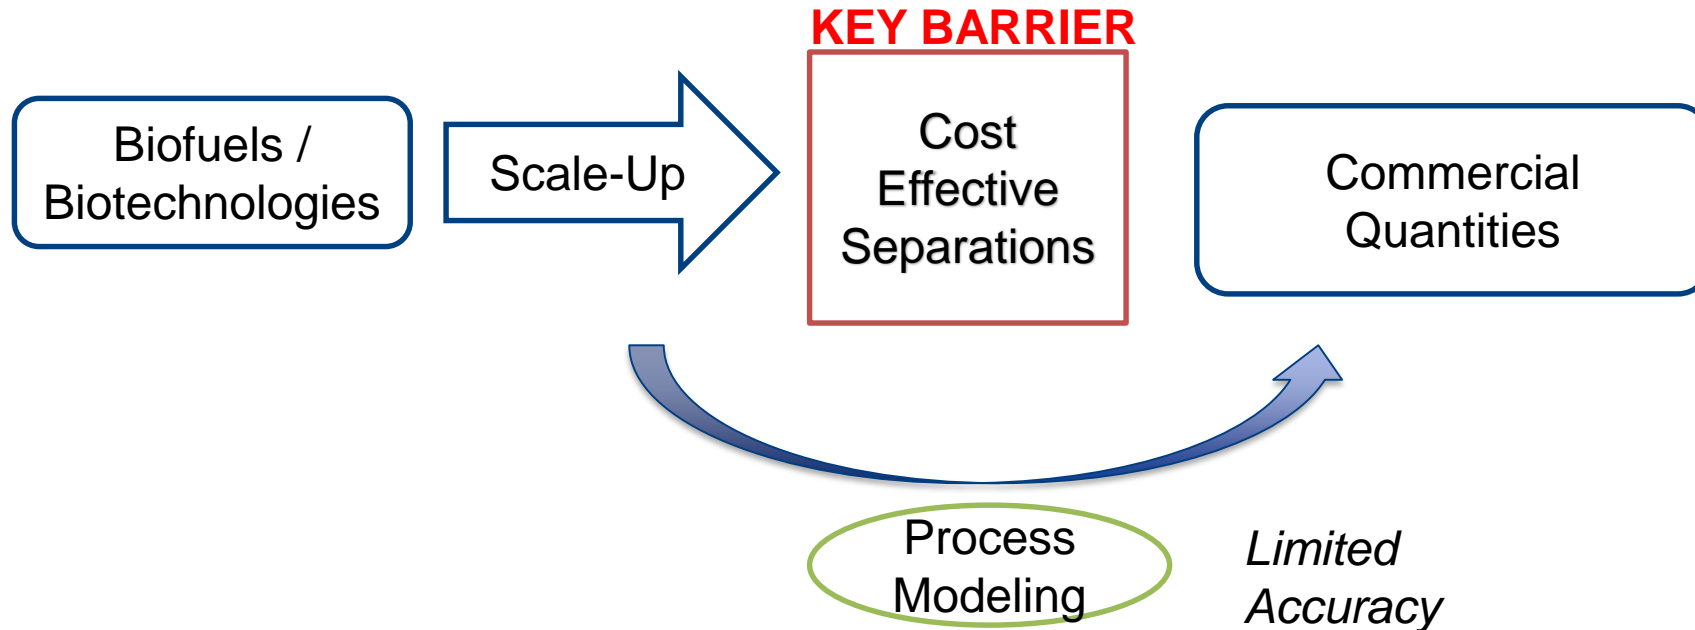 KEY BARRIER
Biofuels /
Biotechnologies
Scale-Up
Cost
Effective
Separations
Commercial
Quantities
Process
Modeling
Limited
Accuracy